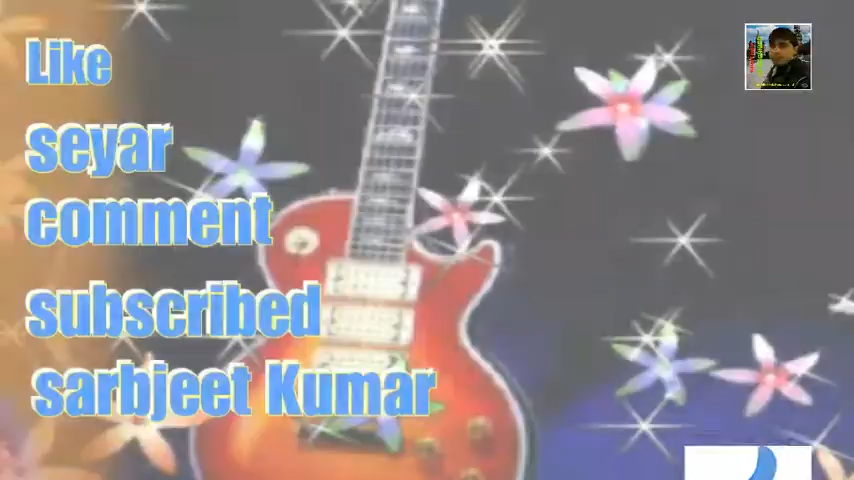 Like
seyar
comment
subscribed
sarbjeet Kumar